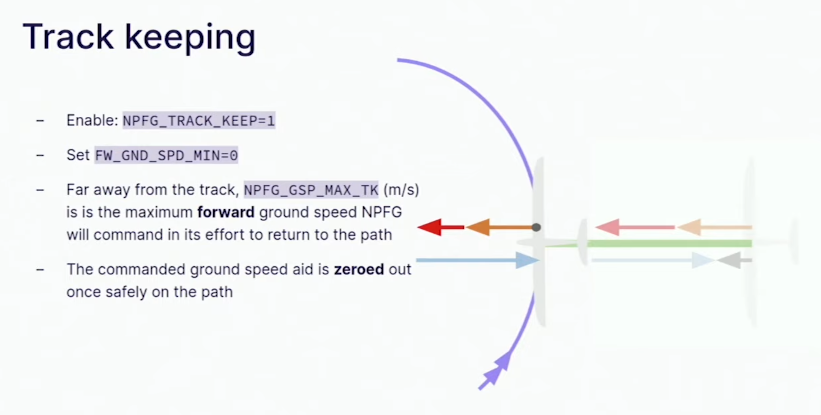 Track keeping
– Enable: NPFG_TRACK_KEEP=1
– Set FW_GND_SPD_MIN=0
– Far away from the track, NPFG_GSP_MAX_TK (m/s)
is is the maximum forward ground speed NPFG
will command in its effort to return to the path
– The commanded ground speed aid is zeroed out
once safely on the path